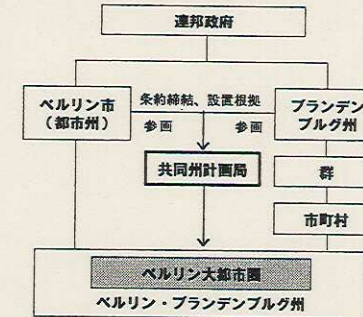 連邦政府
ベルリン市
(都市州)
条約締結、設置根拠
参画
参画
ブランデン
ブルグ州
共同州計画局
群
市町村
ベルリン大都市圏
ベルリン・ブランデンブルグ州